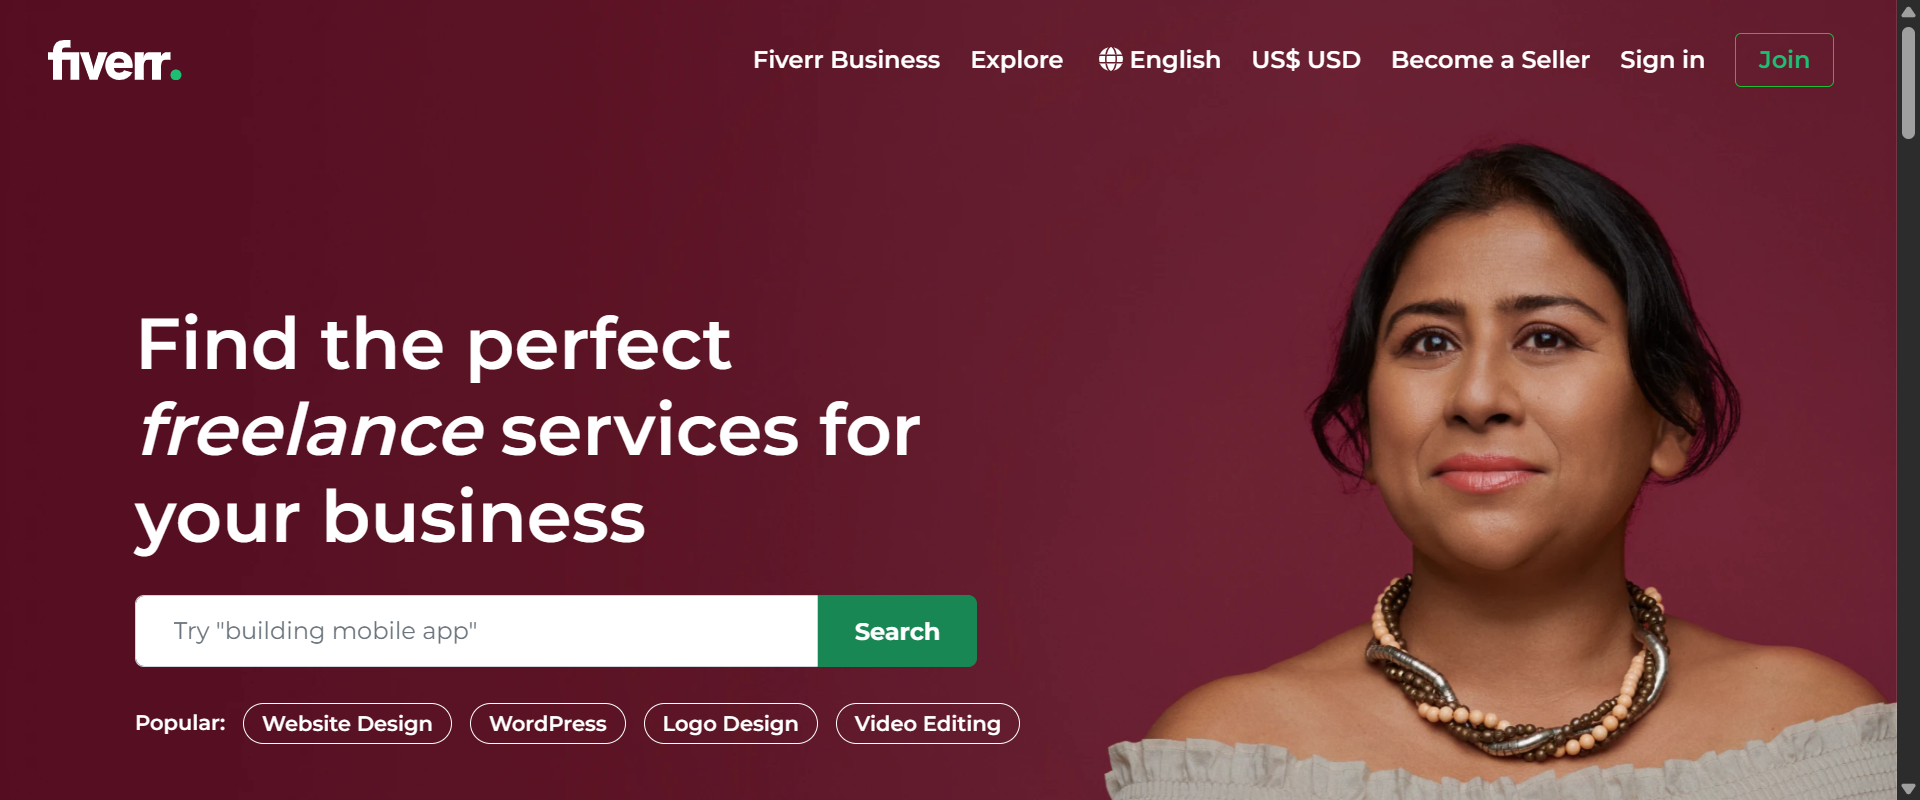 fiverr.
Fiverr Business
Explore
English
US$ USD
Become a Seller
Sign in
Join
Find the perfect
freelance services for
your business
Try "building mobile app"
Search
Popular:
Website Design
WordPress
Logo Design
Video Editing